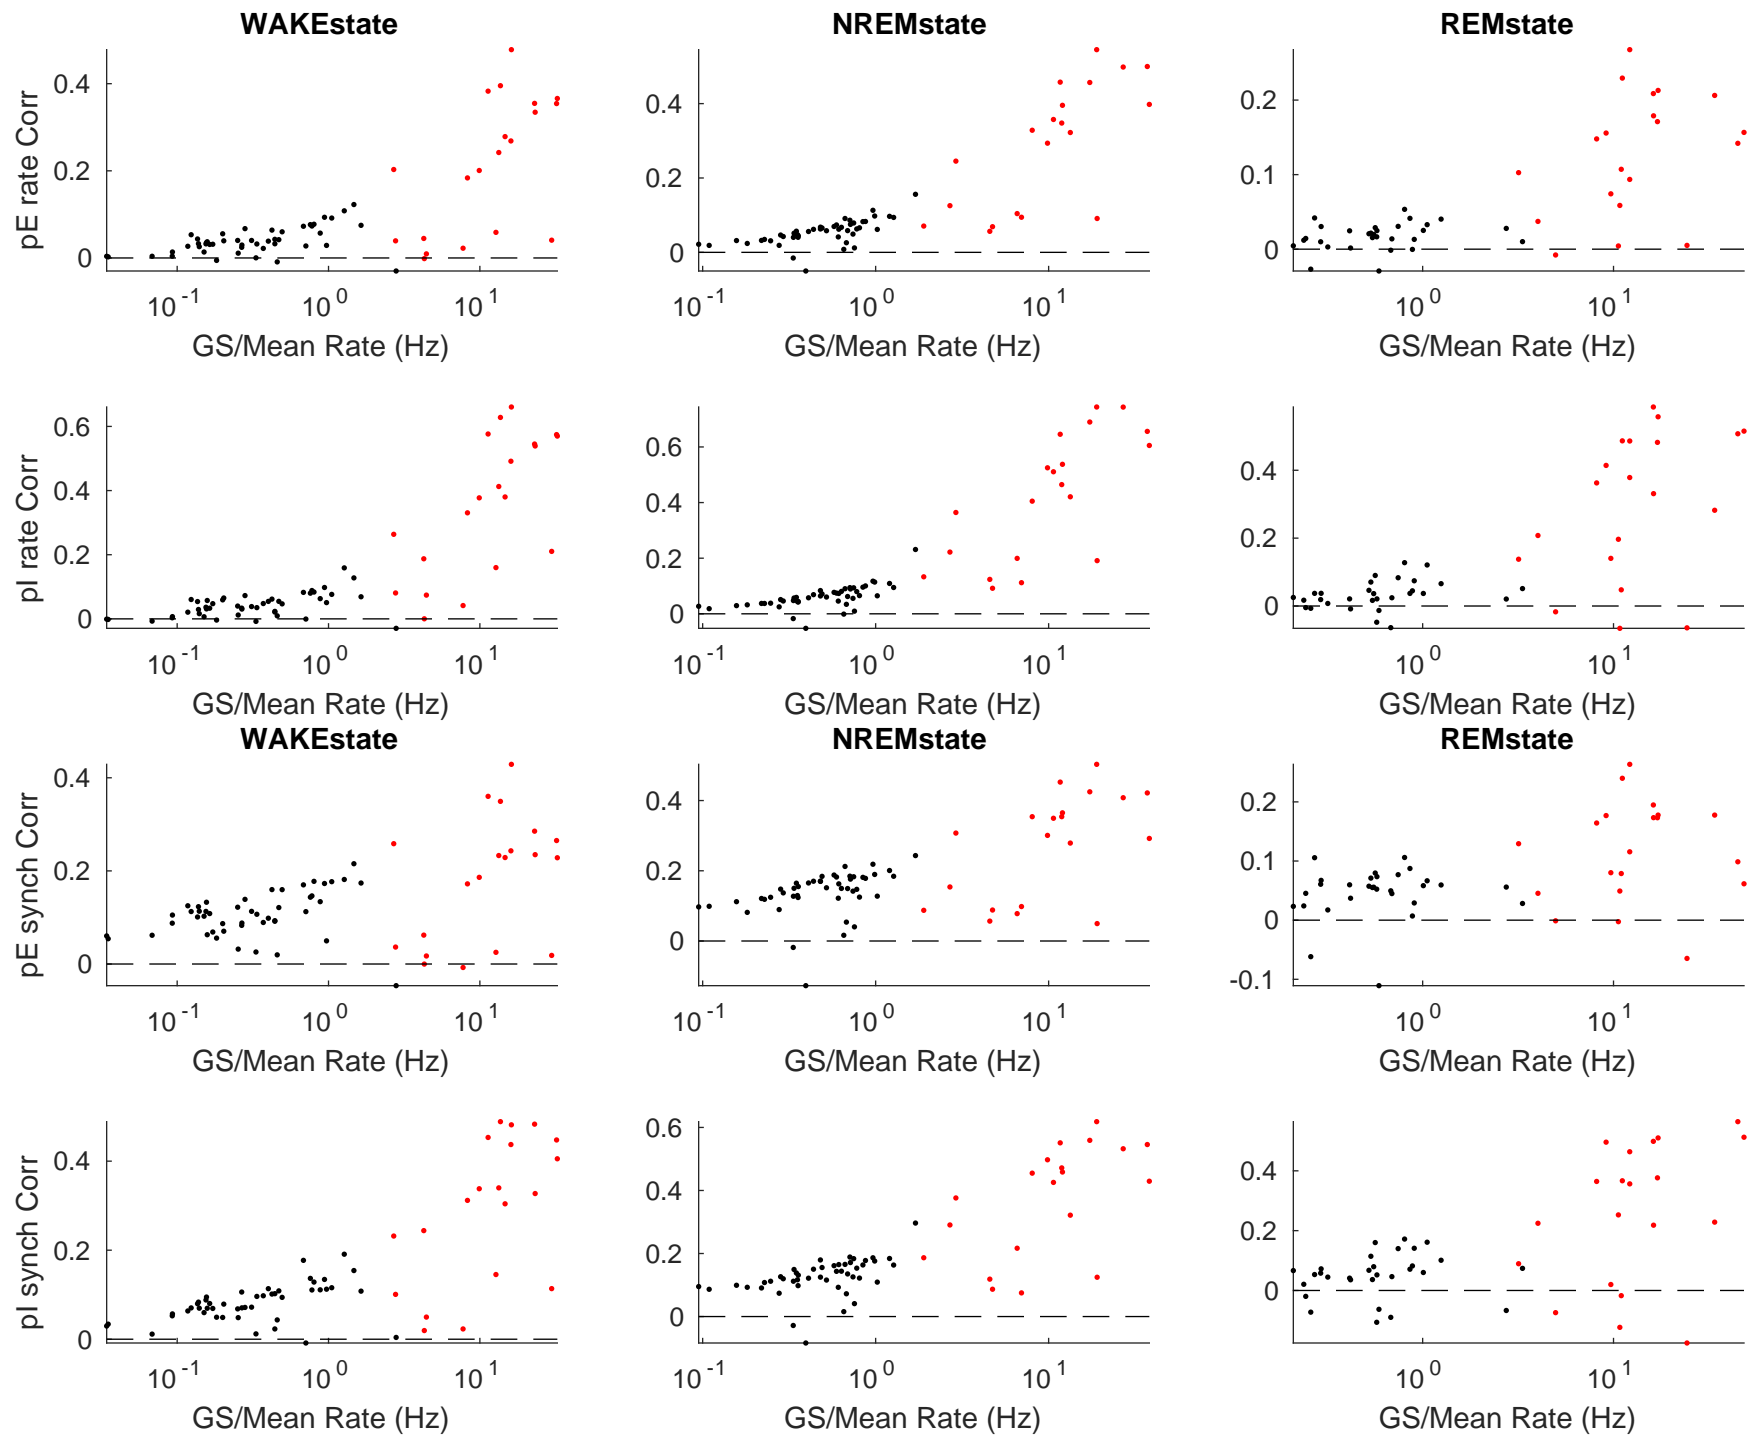 WAKEstate NREMstate REMstate
pE rate Corr
0.4 0.4 0.2
0.2 0.2 0.1
0 0 0
10^-1 10^0 10^1 10^-1 10^0 10^1 10^0 10^1
GS/Mean Rate (Hz) GS/Mean Rate (Hz) GS/Mean Rate (Hz)
pI rate Corr
0.6 0.6 0.4
0.4 0.4 0.2
0.2 0.2 0
0 0
10^-1 10^0 10^1 10^-1 10^0 10^1 10^0 10^1
GS/Mean Rate (Hz) GS/Mean Rate (Hz) GS/Mean Rate (Hz)
WAKEstate NREMstate REMstate
pE synch Corr
0.4 0.4 0.2
0.2 0.2 0.1
0 0 0
-0.1
10^-1 10^0 10^1 10^-1 10^0 10^1 10^0 10^1
GS/Mean Rate (Hz) GS/Mean Rate (Hz) GS/Mean Rate (Hz)
pI synch Corr
0.4 0.6 0.4
0.2 0.4 0.2
0 0.2 0
0
10^-1 10^0 10^1 10^-1 10^0 10^1 10^0 10^1
GS/Mean Rate (Hz) GS/Mean Rate (Hz) GS/Mean Rate (Hz)